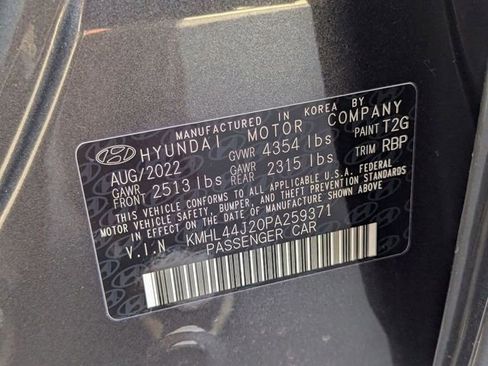 MANUFACTURED IN KOREA BY
HYUNDAI MOTOR COMPANY
AUG/2022 GVWR 4354 lbs PAINT T2G
GAWR FRONT 2513 lbs GAWR REAR 2315 lbs TRIM RBP
THIS VEHICLE CONFORMS TO ALL APPLICABLE U.S.A. FEDERAL
MOTOR VEHICLE SAFETY, BUMPER, AND THEFT PREVENTION STANDARDS
IN EFFECT ON THE DATE OF MANUFACTURE SHOWN ABOVE.
V.I.N KMHL44J20PA259371
PASSENGER CAR